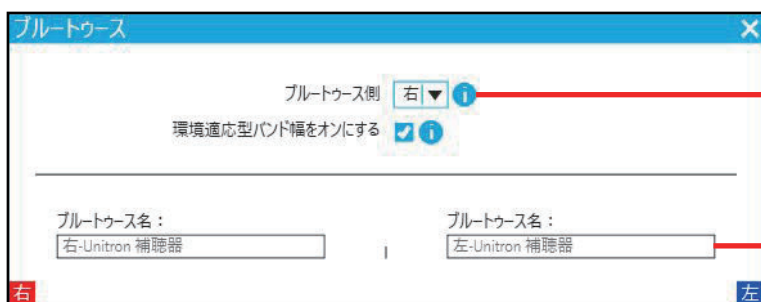 ブルートゥース
ブルートゥース側 右
環境適応型バンド幅をオンにする
ブルートゥース名： ブルートゥース名：
右-Unitron 補聴器 左-Unitron 補聴器
右 左